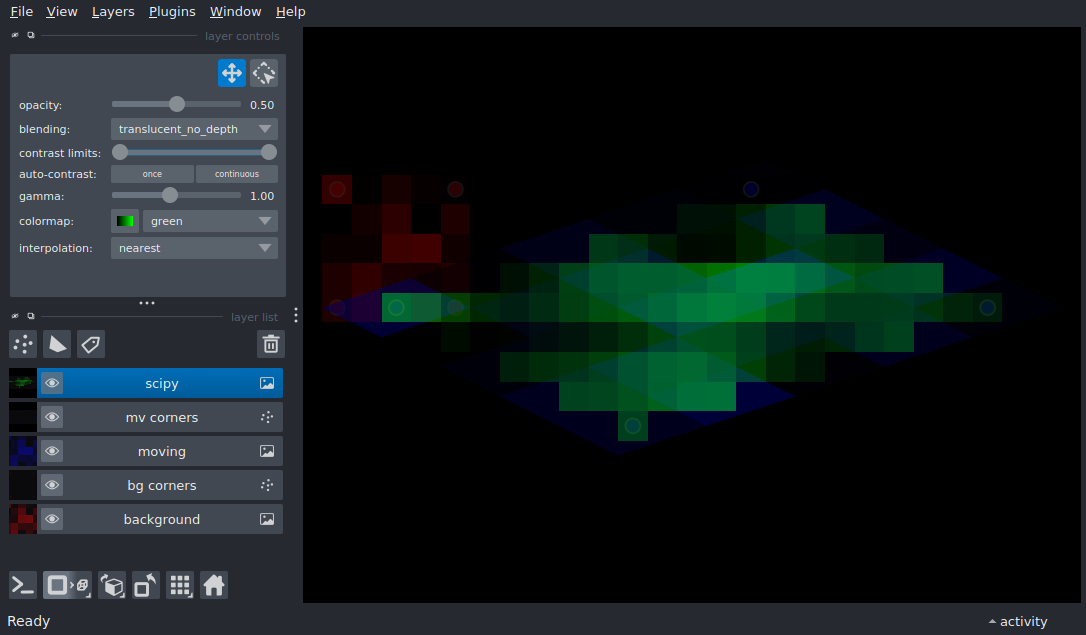 File View Layers Plugins Window Help
layer controls
opacity: 0.50
blending: translucent_no_depth
contrast limits:
auto-contrast: once continuous
gamma: 1.00
colormap: green
interpolation: nearest
layer list
scipy
mv corners
moving
bg corners
background
Ready
activity